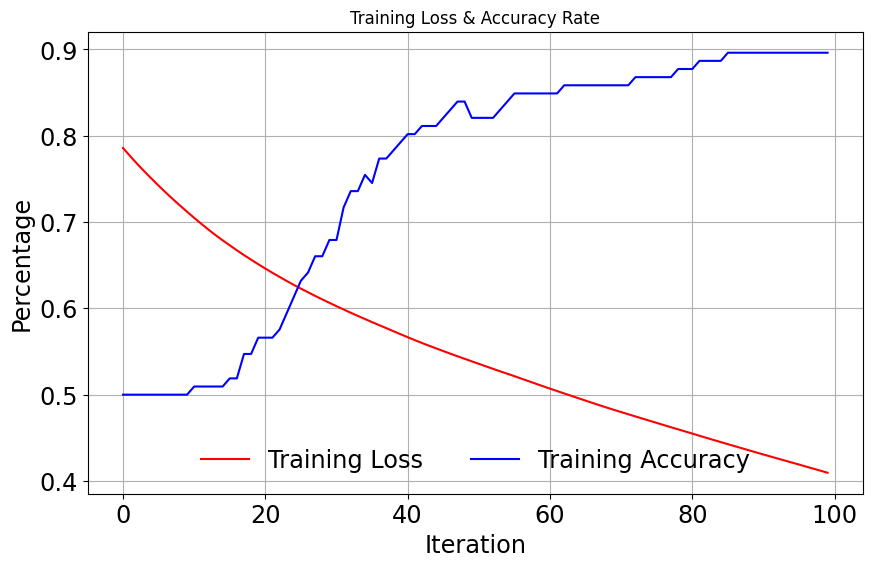 Training Loss & Accuracy Rate
Percentage
0.9
0.8
0.7
0.6
0.5
0.4
Training Loss
Training Accuracy
0 20 40 60 80 100
Iteration